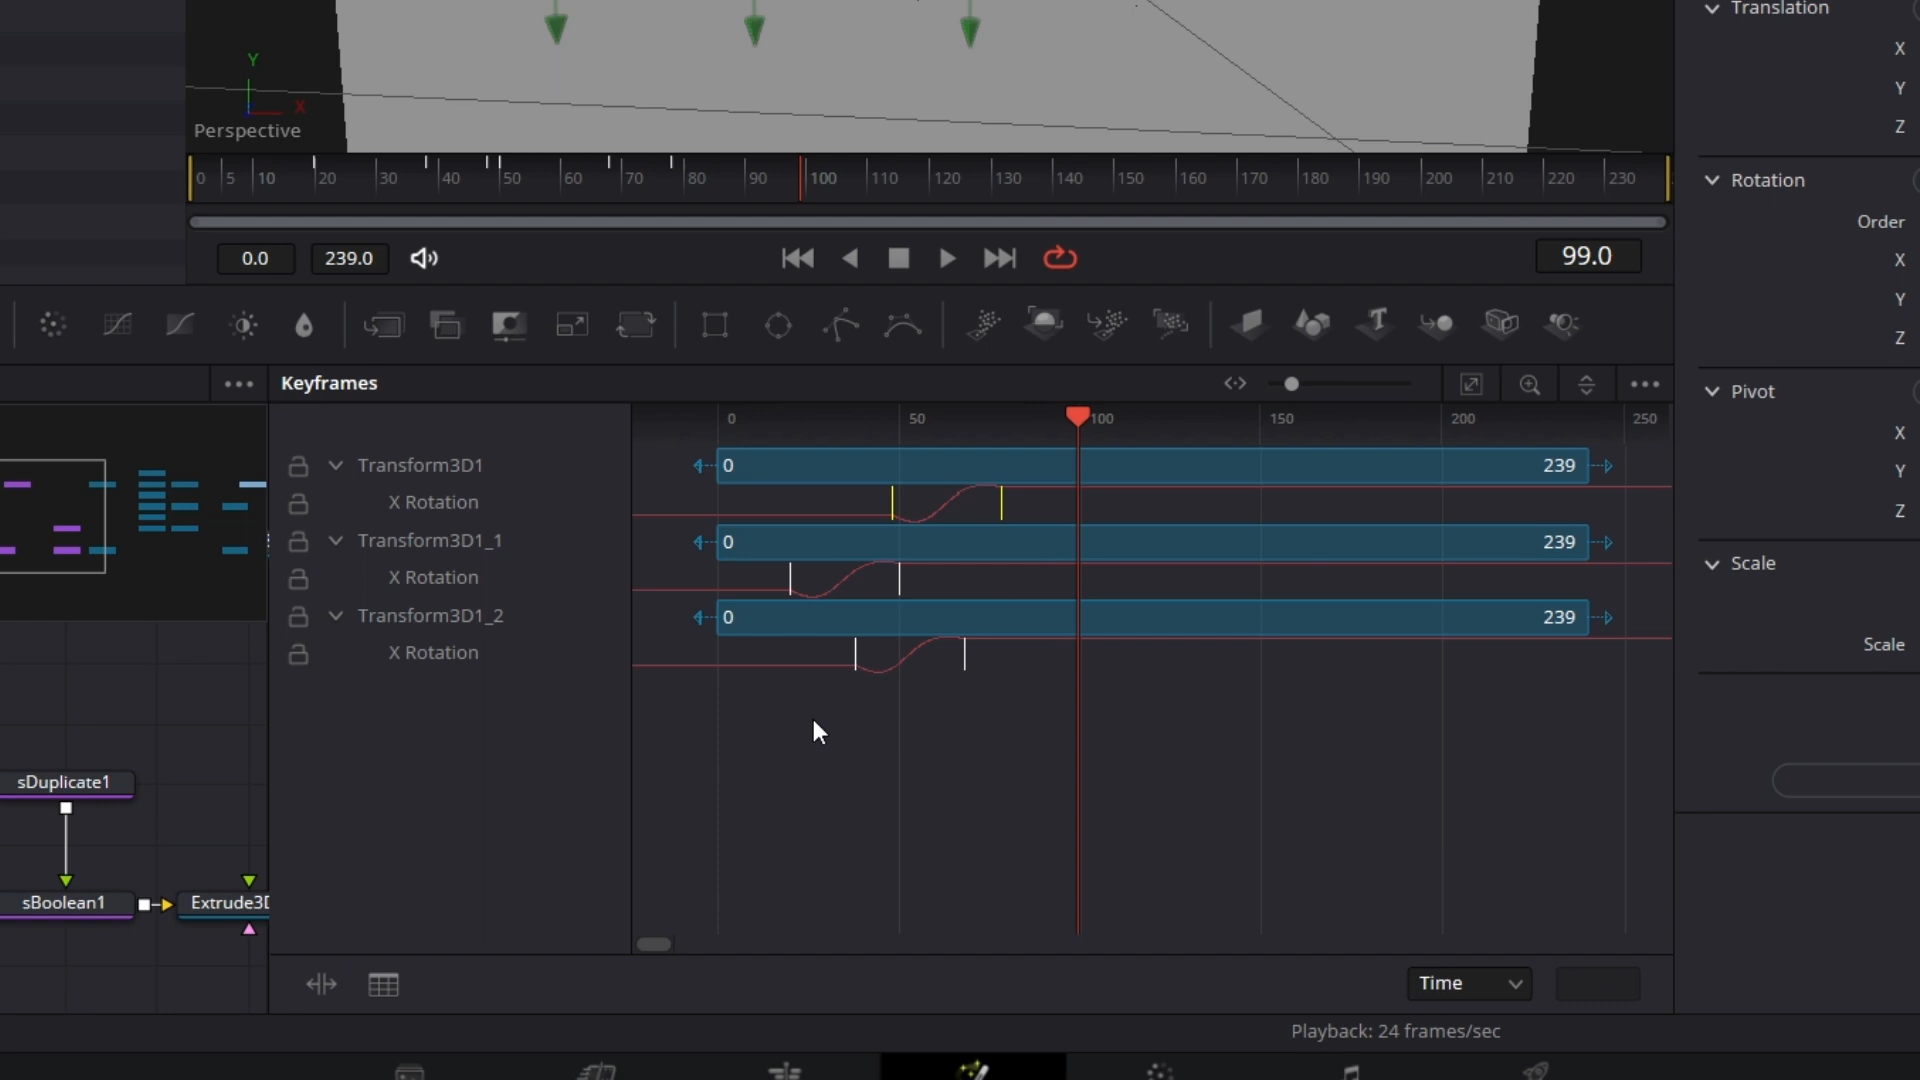 Translation
X
Y
Z
Y
X
Perspective
0 5 10 20 30 40 50 60 70 80 90 100 110 120 130 140 150 160 170 180 190 200 210 220 230
Rotation
Order
X
Y
Z
0.0
239.0
99.0
Keyframes
Pivot
X
Y
Z
0 50 100 150 200 250
Transform3D1
0 239
X Rotation
Transform3D1_1
0 239
X Rotation
Transform3D1_2
0 239
X Rotation
Scale
Scale
sDuplicate1
sBoolean1
Extrude3D
Time
Playback: 24 frames/sec